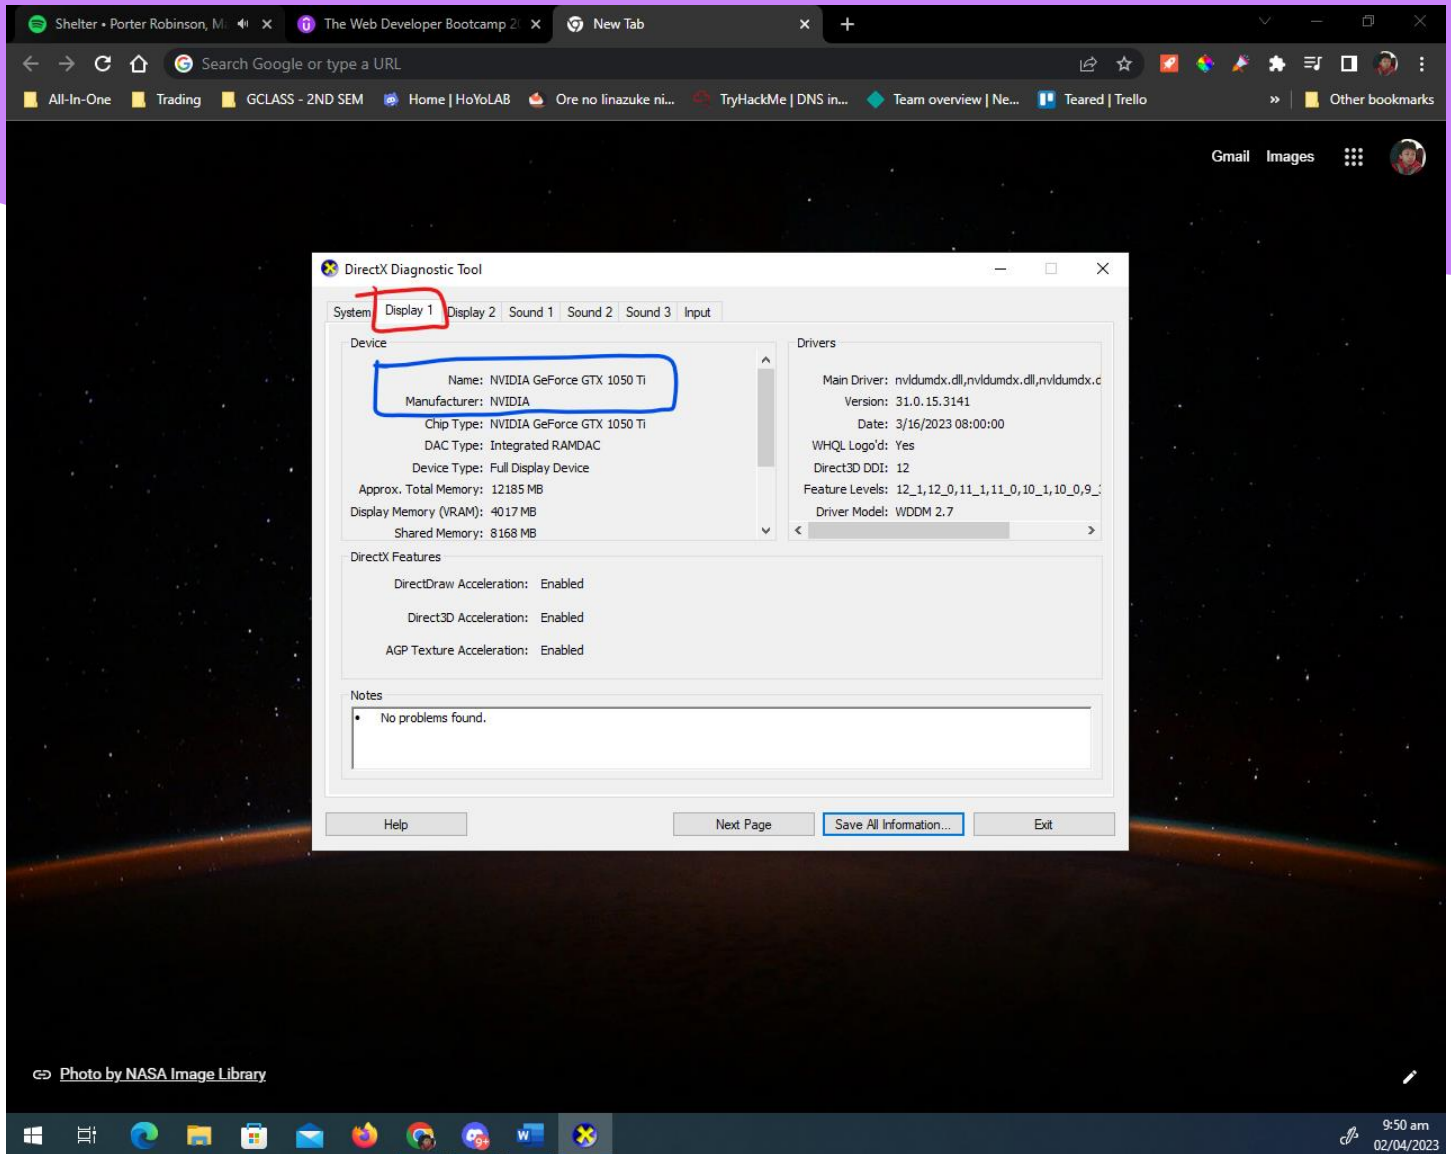 Shelter • Porter Robinson, Ma
The Web Developer Bootcamp 20
New Tab
Search Google or type a URL
All-In-One
Trading
GCLASS - 2ND SEM
Home | HoYoLAB
Ore no Iinazuke ni...
TryHackMe | DNS in...
Team overview | Ne...
Teared | Trello
»
Other bookmarks
Gmail Images
DirectX Diagnostic Tool
System Display 1 Display 2 Sound 1 Sound 2 Sound 3 Input
Device
Name: NVIDIA GeForce GTX 1050 Ti
Manufacturer: NVIDIA
Chip Type: NVIDIA GeForce GTX 1050 Ti
DAC Type: Integrated RAMDAC
Device Type: Full Display Device
Approx. Total Memory: 12185 MB
Display Memory (VRAM): 4017 MB
Shared Memory: 8168 MB
Drivers
Main Driver: nvldumdx.dll,nvldumdx.dll,nvldumdx.d
Version: 31.0.15.3141
Date: 3/16/2023 08:00:00
WHQL Logo'd: Yes
Direct3D DDI: 12
Feature Levels: 12_1,12_0,11_1,11_0,10_1,10_0,9_
Driver Model: WDDM 2.7
DirectX Features
DirectDraw Acceleration: Enabled
Direct3D Acceleration: Enabled
AGP Texture Acceleration: Enabled
Notes
• No problems found.
Help
Next Page
Save All Information...
Exit
Photo by NASA Image Library
9+
9:50 am
02/04/2023